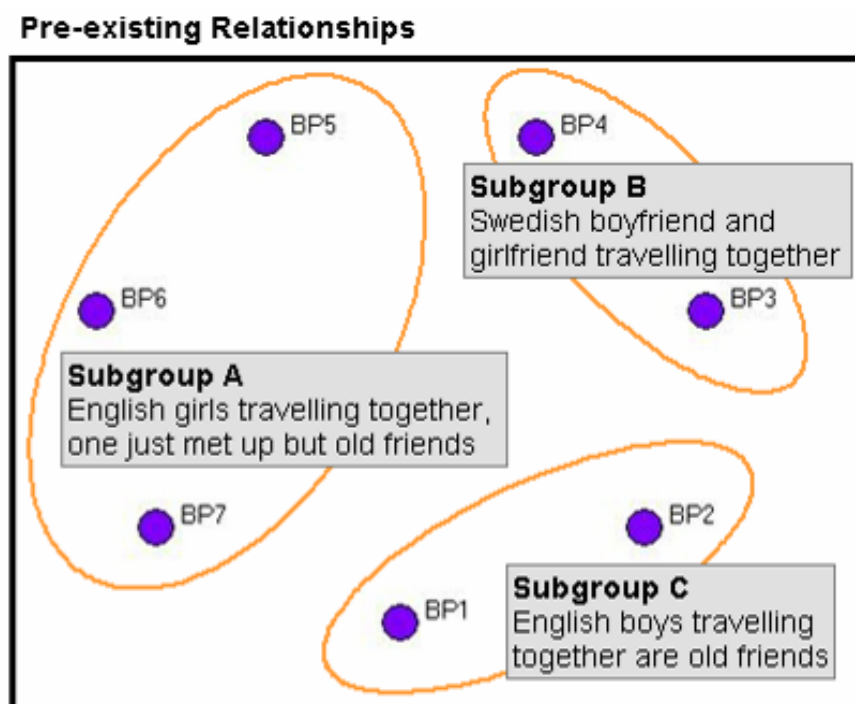 Pre-existing Relationships
BP5
BP4
Subgroup B
Swedish boyfriend and
girlfriend travelling together
BP6
BP3
Subgroup A
English girls travelling together,
one just met up but old friends
BP7
BP2
Subgroup C
English boys travelling
together are old friends
BP1